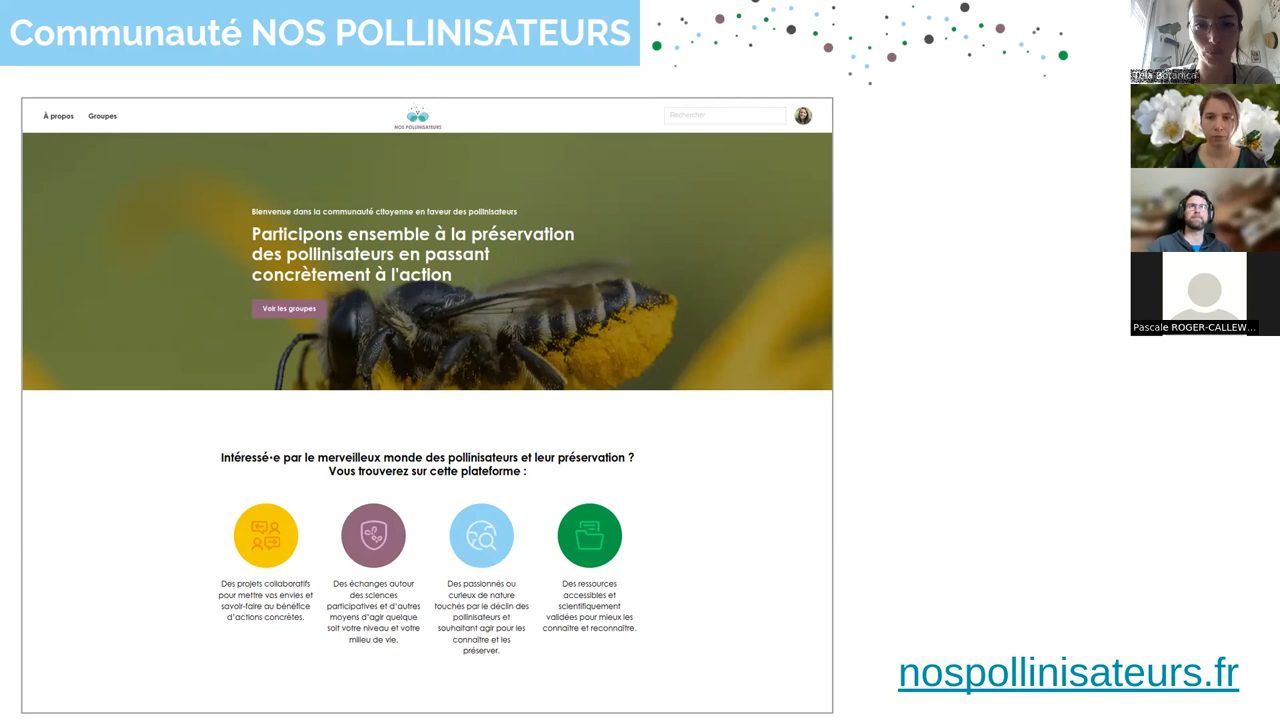 Communauté NOS POLLINISATEURS
À propos
Groupes
NOS POLLINISATEURS
Rechercher
Bienvenue dans la communauté citoyenne en faveur des pollinisateurs
Participons ensemble à la préservation
des pollinisateurs en passant
concrètement à l'action
Voir les groupes
Intéressé·e par le merveilleux monde des pollinisateurs et leur préservation ?
Vous trouverez sur cette plateforme :
Des projets collaboratifs
pour mettre vos envies et
savoir-faire au bénéfice
d'actions concrètes.
Des échanges autour
des sciences
participatives et d'autres
moyens d'agir quelque
soit votre niveau et votre
milieu de vie.
Des passionnés ou
curieux de nature
touchés par le déclin des
pollinisateurs et
souhaitant agir pour les
connaître et les
préserver.
Des ressources
accessibles et
scientifiquement
validées pour mieux les
connaître et reconnaître.
nospollinisateurs.fr
Tela Botanica
Pascale ROGER-CALLEW...